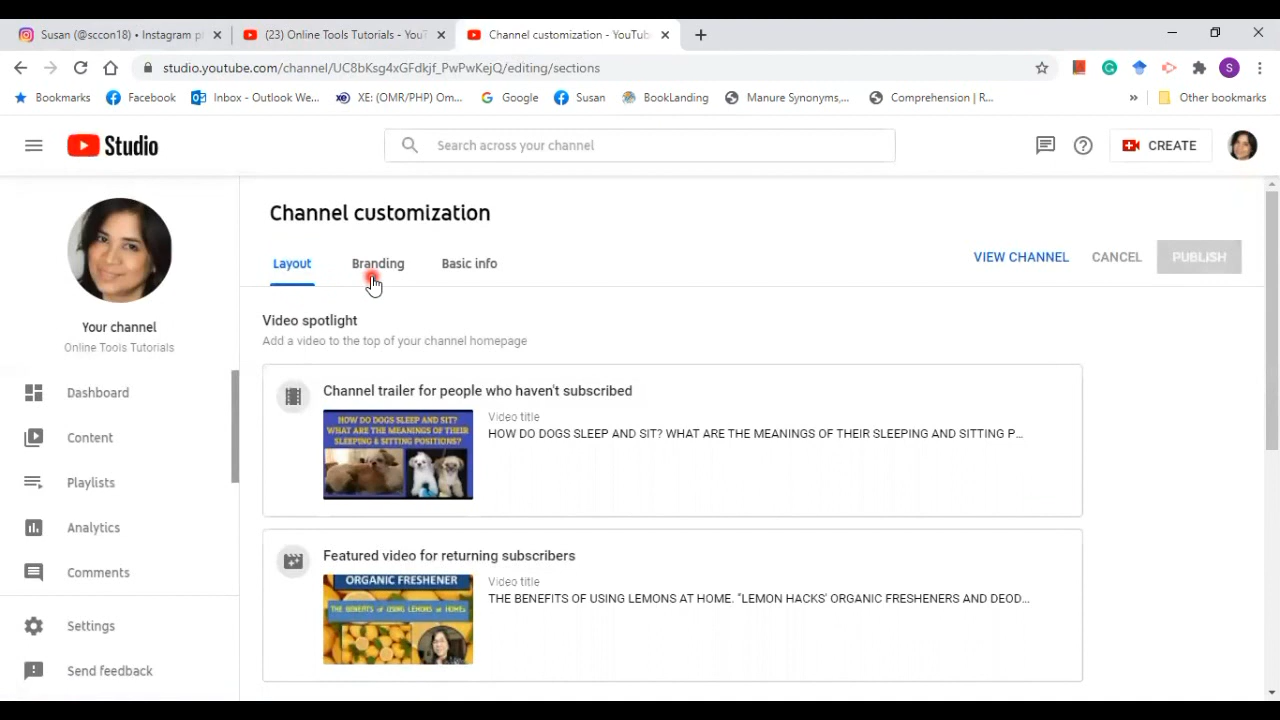 Susan (@sccon18) • Instagram p
(23) Online Tools Tutorials - YouT
Channel customization - YouTub
studio.youtube.com/channel/UC8bKsg4xGFdkjf_PwPwKejQ/editing/sections
S
Bookmarks
Facebook
Inbox - Outlook We...
XE: (OMR/PHP) Om...
Google
Susan
BookLanding
Manure Synonyms,...
Comprehension | R...
»
Other bookmarks
Studio
Search across your channel
CREATE
Channel customization
Layout
Branding
Basic info
VIEW CHANNEL
CANCEL
PUBLISH
Your channel
Online Tools Tutorials
Dashboard
Content
Playlists
Analytics
Comments
Settings
Send feedback
Video spotlight
Add a video to the top of your channel homepage
Channel trailer for people who haven't subscribed
HOW DO DOGS SLEEP AND SIT?
WHAT ARE THE MEANINGS OF THEIR
SLEEPING & SITTING POSITIONS?
Video title
HOW DO DOGS SLEEP AND SIT? WHAT ARE THE MEANINGS OF THEIR SLEEPING AND SITTING P...
Featured video for returning subscribers
ORGANIC FRESHENER
THE BENEFITS OF USING LEMONS AT HOME.
Video title
THE BENEFITS OF USING LEMONS AT HOME. "LEMON HACKS' ORGANIC FRESHENERS AND DEOD...